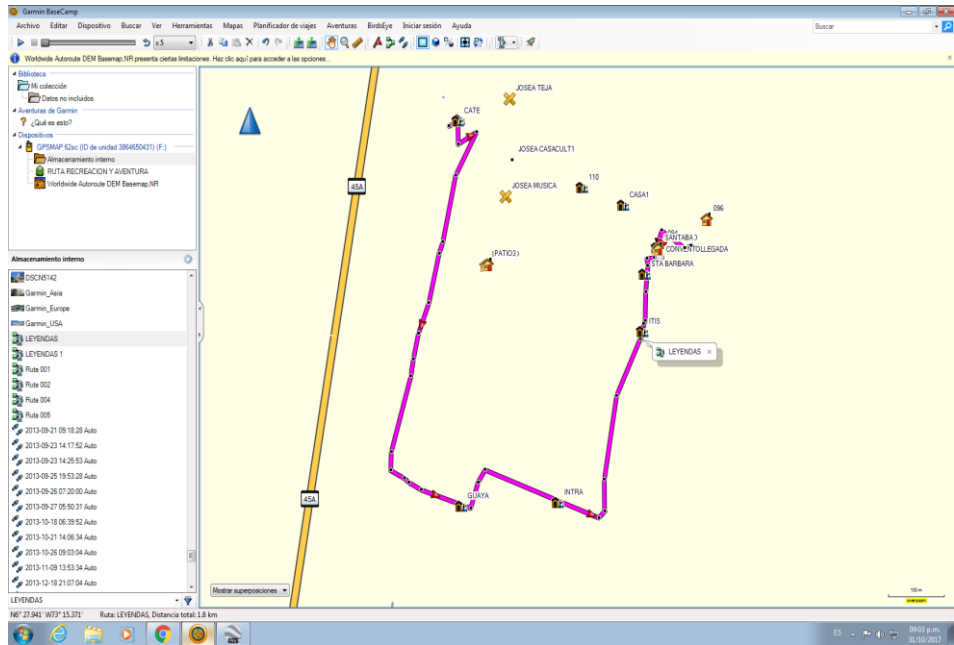 Garmin BaseCamp
Archivo Editar Dispositivo Buscar Ver Herramientas Mapas Planificador de viajes Aventuras BirdsEye Iniciar sesión Ayuda
Buscar
x5
Worldwide Autoroute DEM Basemap,NR presenta ciertas limitaciones. Haz clic aquí para acceder a las opciones...
Biblioteca
Mi colección
Datos no incluidos
Aventuras de Garmin
¿Qué es esto?
Dispositivos
GPSMAP 62sc (ID de unidad 3864650431) (F:)
Almacenamiento interno
RUTA RECREACION Y AVENTURA
Worldwide Autoroute DEM Basemap,NR
Almacenamiento interno
DSCN5142
Garmin_Asia
Garmin_Europe
Garmin_USA
LEYENDAS
LEYENDAS 1
Ruta 001
Ruta 002
Ruta 004
Ruta 005
2013-09-21 09:18:28 Auto
2013-09-23 14:17:52 Auto
2013-09-23 14:25:53 Auto
2013-09-25 19:53:28 Auto
2013-09-26 07:20:00 Auto
2013-09-27 05:50:31 Auto
2013-10-18 06:39:52 Auto
2013-10-21 14:06:34 Auto
2013-10-26 09:03:04 Auto
2013-11-09 13:53:34 Auto
2013-12-18 21:07:04 Auto
LEYENDAS
JOSEA TEJA
CATE
JOSEA CASACULT1
45A
JOSEA MUSICA
110
CASA1
096
SANTABA)
CONVENTOLLEGADA
(PATIO3)
STA BARBARA
ITIS
LEYENDAS
GUAYA
INTRA
45A
Mostrar superposiciones
N6° 27.941' W73° 15.371' Ruta: LEYENDAS, Distancia total: 1.8 km
ES
09:03 p.m.
31/10/2017